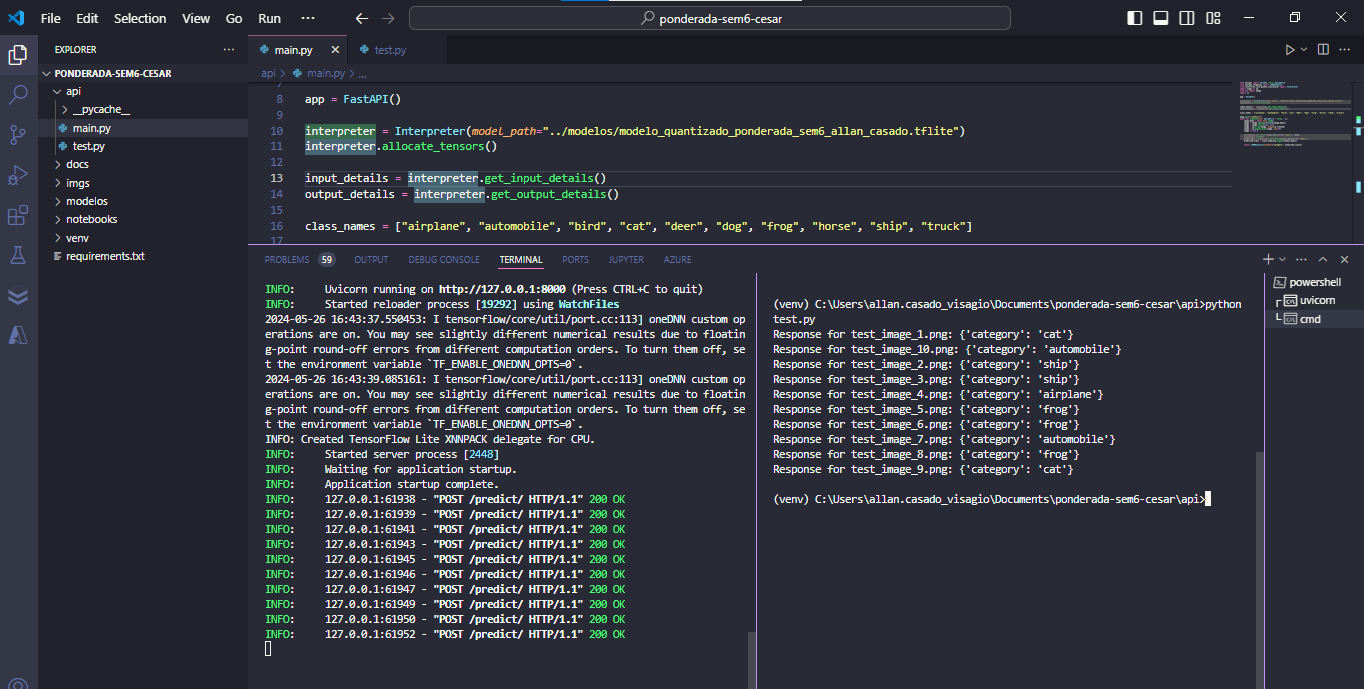 File Edit Selection View Go Run ··· ponderada-sem6-cesar
EXPLORER ···
PONDERADA-SEM6-CESAR
api
__pycache__
main.py
test.py
docs
imgs
modelos
notebooks
venv
requirements.txt
main.py test.py
api > main.py > ...
7
8 app = FastAPI()
9
10 interpreter = Interpreter(model_path="../modelos/modelo_quantizado_ponderada_sem6_allan_casado.tflite")
11 interpreter.allocate_tensors()
12
13 input_details = interpreter.get_input_details()
14 output_details = interpreter.get_output_details()
15
16 class_names = ["airplane", "automobile", "bird", "cat", "deer", "dog", "frog", "horse", "ship", "truck"]
17
PROBLEMS 59 OUTPUT DEBUG CONSOLE TERMINAL PORTS JUPYTER AZURE
INFO: Uvicorn running on http://127.0.0.1:8000 (Press CTRL+C to quit)
INFO: Started reloader process [19292] using WatchFiles
2024-05-26 16:43:37.550453: I tensorflow/core/util/port.cc:113] oneDNN custom op
erations are on. You may see slightly different numerical results due to floatin
g-point round-off errors from different computation orders. To turn them off, se
t the environment variable `TF_ENABLE_ONEDNN_OPTS=0`.
2024-05-26 16:43:39.085161: I tensorflow/core/util/port.cc:113] oneDNN custom op
erations are on. You may see slightly different numerical results due to floatin
g-point round-off errors from different computation orders. To turn them off, se
t the environment variable `TF_ENABLE_ONEDNN_OPTS=0`.
INFO: Created TensorFlow Lite XNNPACK delegate for CPU.
INFO: Started server process [2448]
INFO: Waiting for application startup.
INFO: Application startup complete.
INFO: 127.0.0.1:61938 - "POST /predict/ HTTP/1.1" 200 OK
INFO: 127.0.0.1:61939 - "POST /predict/ HTTP/1.1" 200 OK
INFO: 127.0.0.1:61941 - "POST /predict/ HTTP/1.1" 200 OK
INFO: 127.0.0.1:61943 - "POST /predict/ HTTP/1.1" 200 OK
INFO: 127.0.0.1:61945 - "POST /predict/ HTTP/1.1" 200 OK
INFO: 127.0.0.1:61946 - "POST /predict/ HTTP/1.1" 200 OK
INFO: 127.0.0.1:61947 - "POST /predict/ HTTP/1.1" 200 OK
INFO: 127.0.0.1:61949 - "POST /predict/ HTTP/1.1" 200 OK
INFO: 127.0.0.1:61950 - "POST /predict/ HTTP/1.1" 200 OK
INFO: 127.0.0.1:61952 - "POST /predict/ HTTP/1.1" 200 OK
(venv) C:\Users\allan.casado_visagio\Documents\ponderada-sem6-cesar\api>python
test.py
Response for test_image_1.png: {'category': 'cat'}
Response for test_image_10.png: {'category': 'automobile'}
Response for test_image_2.png: {'category': 'ship'}
Response for test_image_3.png: {'category': 'ship'}
Response for test_image_4.png: {'category': 'airplane'}
Response for test_image_5.png: {'category': 'frog'}
Response for test_image_6.png: {'category': 'frog'}
Response for test_image_7.png: {'category': 'automobile'}
Response for test_image_8.png: {'category': 'frog'}
Response for test_image_9.png: {'category': 'cat'}
(venv) C:\Users\allan.casado_visagio\Documents\ponderada-sem6-cesar\api>
powershell
uvicorn
cmd